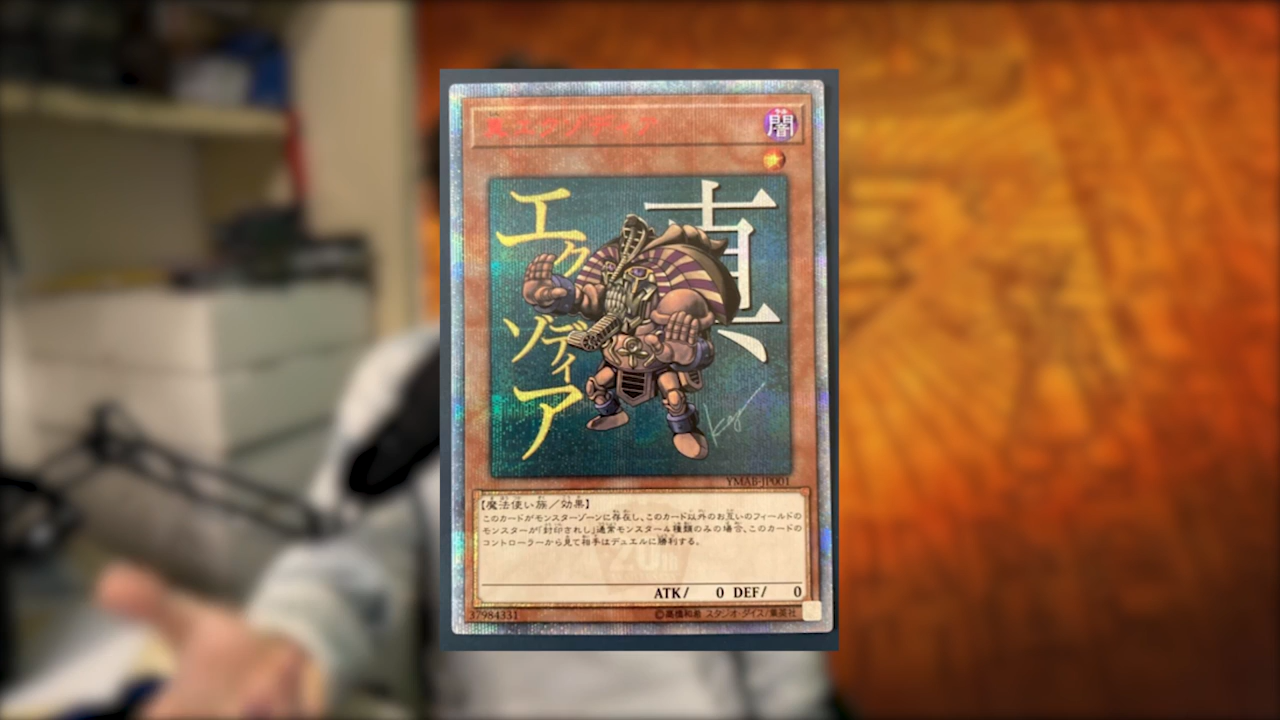 真エクゾディア
闇
真
エクゾディア
kazu
YMAB-JP001
【魔法使い族/効果】
このカードがモンスターゾーンに存在し、このカード以外のお互いのフィールドの
モンスターが「封印されし」通常モンスター4種類のみの場合、このカードの
コントローラーから見て相手はデュエルに勝利する。
20th
ATK/ 0 DEF/ 0
37984331 ©高橋和希 スタジオ・ダイス/集英社